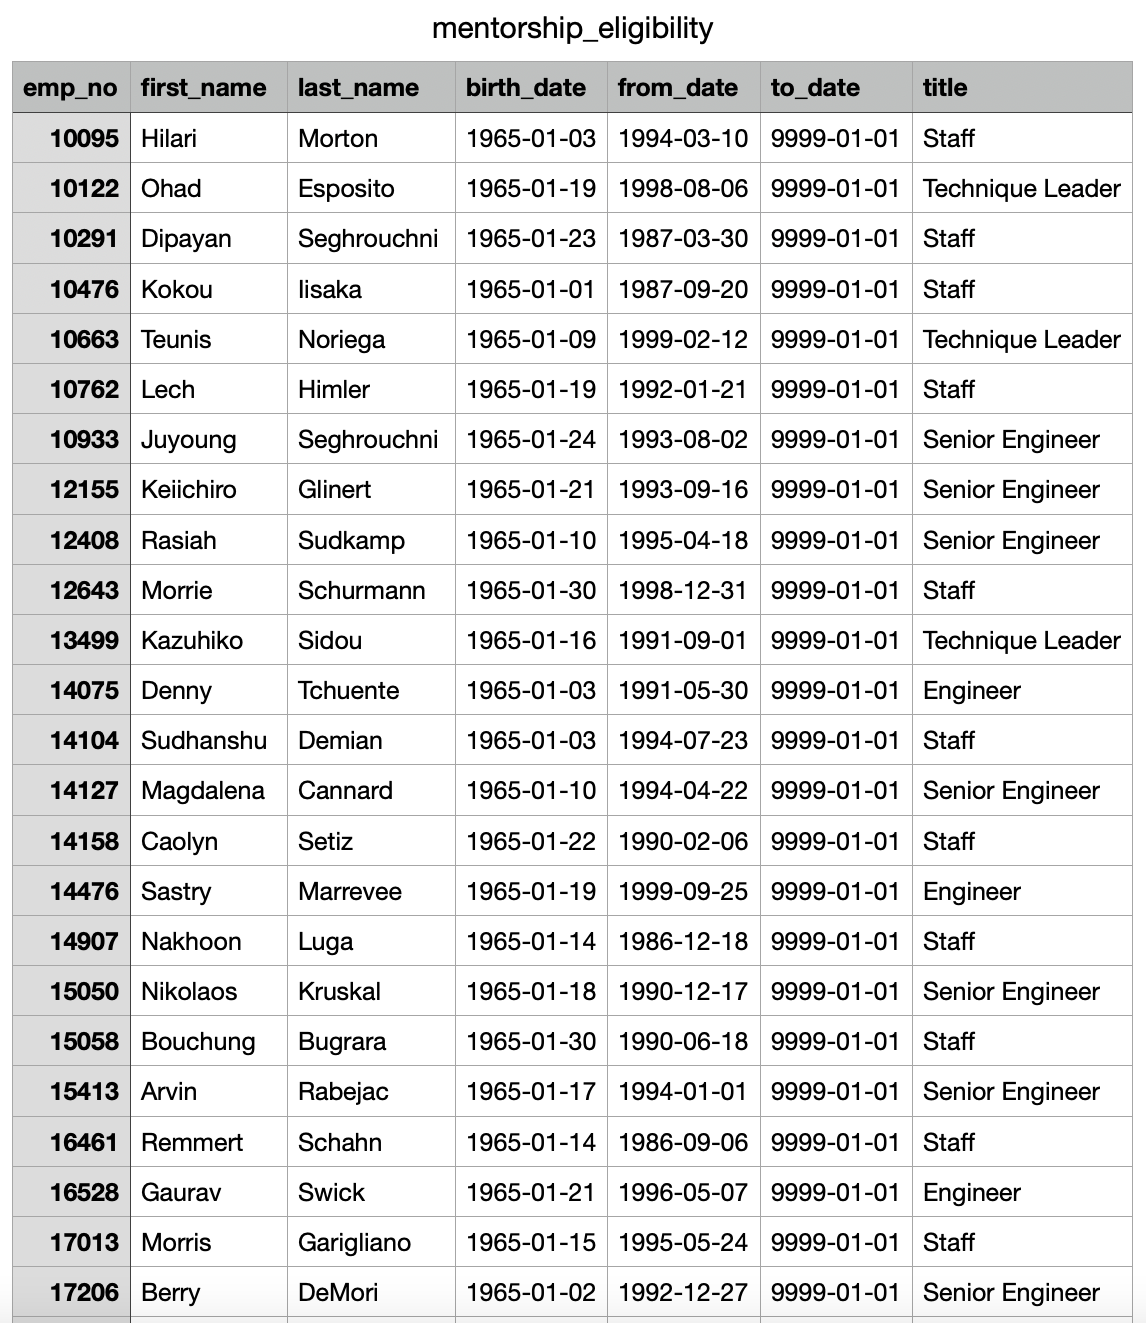 mentorship_eligibility
emp_no first_name last_name birth_date from_date to_date title
10095 Hilari Morton 1965-01-03 1994-03-10 9999-01-01 Staff
10122 Ohad Esposito 1965-01-19 1998-08-06 9999-01-01 Technique Leader
10291 Dipayan Seghrouchni 1965-01-23 1987-03-30 9999-01-01 Staff
10476 Kokou Iisaka 1965-01-01 1987-09-20 9999-01-01 Staff
10663 Teunis Noriega 1965-01-09 1999-02-12 9999-01-01 Technique Leader
10762 Lech Himler 1965-01-19 1992-01-21 9999-01-01 Staff
10933 Juyoung Seghrouchni 1965-01-24 1993-08-02 9999-01-01 Senior Engineer
12155 Keiichiro Glinert 1965-01-21 1993-09-16 9999-01-01 Senior Engineer
12408 Rasiah Sudkamp 1965-01-10 1995-04-18 9999-01-01 Senior Engineer
12643 Morrie Schurmann 1965-01-30 1998-12-31 9999-01-01 Staff
13499 Kazuhiko Sidou 1965-01-16 1991-09-01 9999-01-01 Technique Leader
14075 Denny Tchuente 1965-01-03 1991-05-30 9999-01-01 Engineer
14104 Sudhanshu Demian 1965-01-03 1994-07-23 9999-01-01 Staff
14127 Magdalena Cannard 1965-01-10 1994-04-22 9999-01-01 Senior Engineer
14158 Caolyn Setiz 1965-01-22 1990-02-06 9999-01-01 Staff
14476 Sastry Marrevee 1965-01-19 1999-09-25 9999-01-01 Engineer
14907 Nakhoon Luga 1965-01-14 1986-12-18 9999-01-01 Staff
15050 Nikolaos Kruskal 1965-01-18 1990-12-17 9999-01-01 Senior Engineer
15058 Bouchung Bugrara 1965-01-30 1990-06-18 9999-01-01 Staff
15413 Arvin Rabejac 1965-01-17 1994-01-01 9999-01-01 Senior Engineer
16461 Remmert Schahn 1965-01-14 1986-09-06 9999-01-01 Staff
16528 Gaurav Swick 1965-01-21 1996-05-07 9999-01-01 Engineer
17013 Morris Garigliano 1965-01-15 1995-05-24 9999-01-01 Staff
17206 Berry DeMori 1965-01-02 1992-12-27 9999-01-01 Senior Engineer